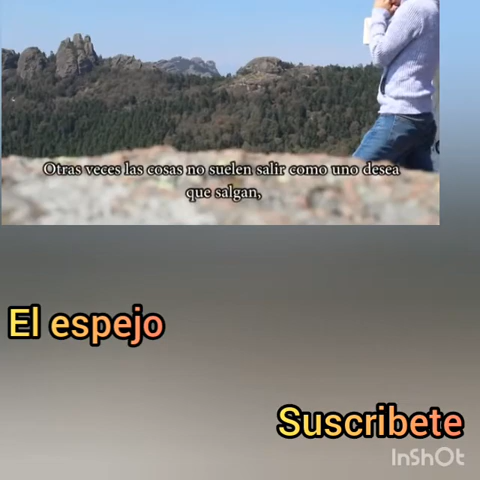 Otras veces las cosas no suelen salir como uno desea
que salgan,
El espejo
Suscribete
InShOt